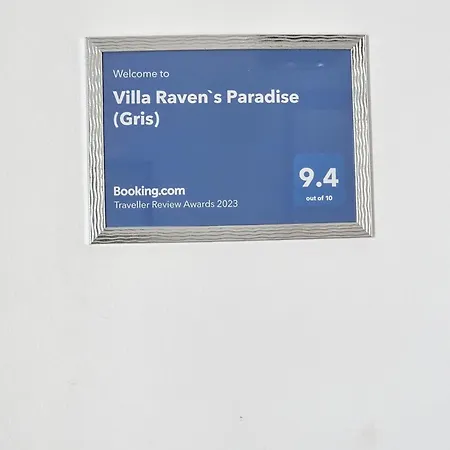 Welcome to
Villa Raven`s Paradise
(Gris)
Booking.com
Traveller Review Awards 2023
9.4
out of 10